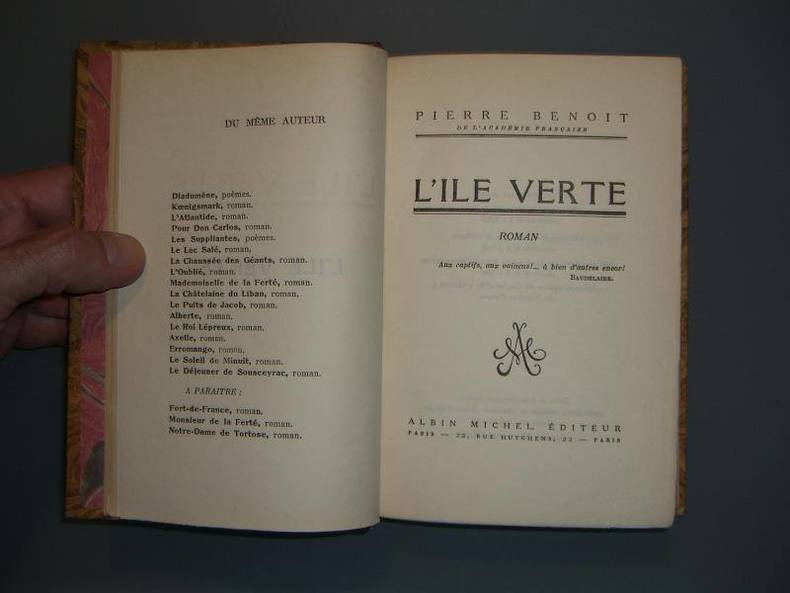 DU MÊME AUTEUR
Diadumène, poèmes.
Kœnigsmark, roman.
L'Atlantide, roman.
Pour Don Carlos, roman.
Les Suppliantes, poèmes.
Le Lac Salé, roman.
La Chaussée des Géants, roman.
L'Oublié, roman.
Mademoiselle de la Ferté, roman.
La Châtelaine du Liban, roman.
Le Puits de Jacob, roman.
Alberte, roman.
Le Roi Lépreux, roman.
Axelle, roman.
Erromango, roman.
Le Soleil de Minuit, roman.
Le Déjeuner de Sousceyrac, roman.
A PARAITRE :
Fort-de-France, roman.
Monsieur de la Ferté, roman.
Notre-Dame de Tortose, roman.
PIERRE BENOIT
DE L'ACADÉMIE FRANÇAISE
L'ILE VERTE
ROMAN
Aux captifs, aux vaincus!... à bien d'autres encor!
BAUDELAIRE.
ALBIN MICHEL, ÉDITEUR
PARIS — 22, RUE HUYGHENS, 22 — PARIS